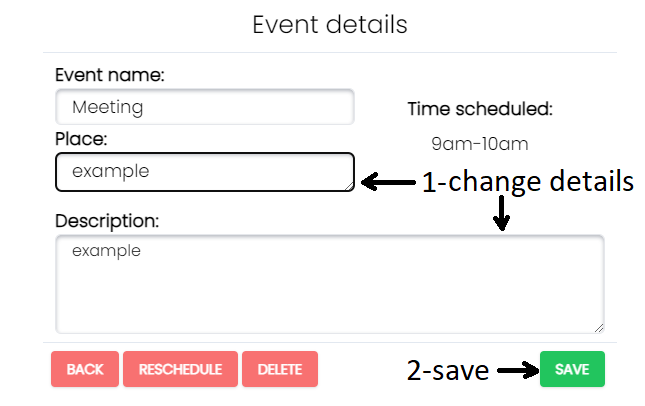 Event details
Event name:
Meeting
Time scheduled:
9am-10am
Place:
example
1-change details
Description:
example
BACK
RESCHEDULE
DELETE
2-save
SAVE